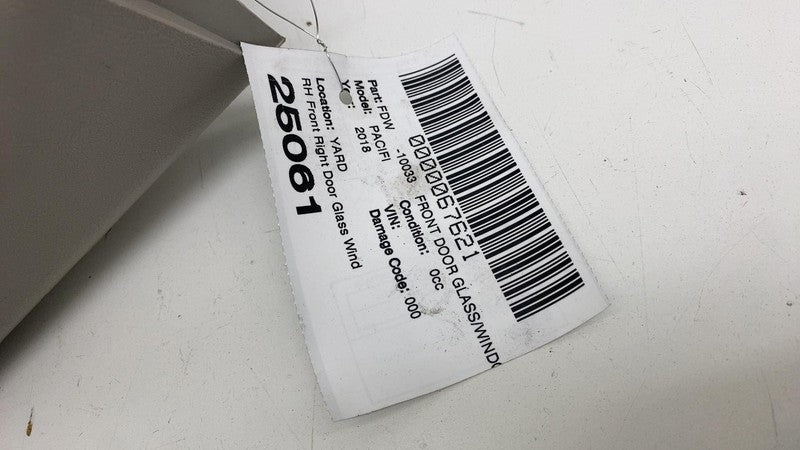 0000067621
Part: FDW -10033 FRONT DOOR GLASS/WINDO
Model: PACIFI Condition: 0cc
Year: 2018 VIN:
Damage Code: 000
Location: YARD
RH Front Right Door Glass Wind
25061